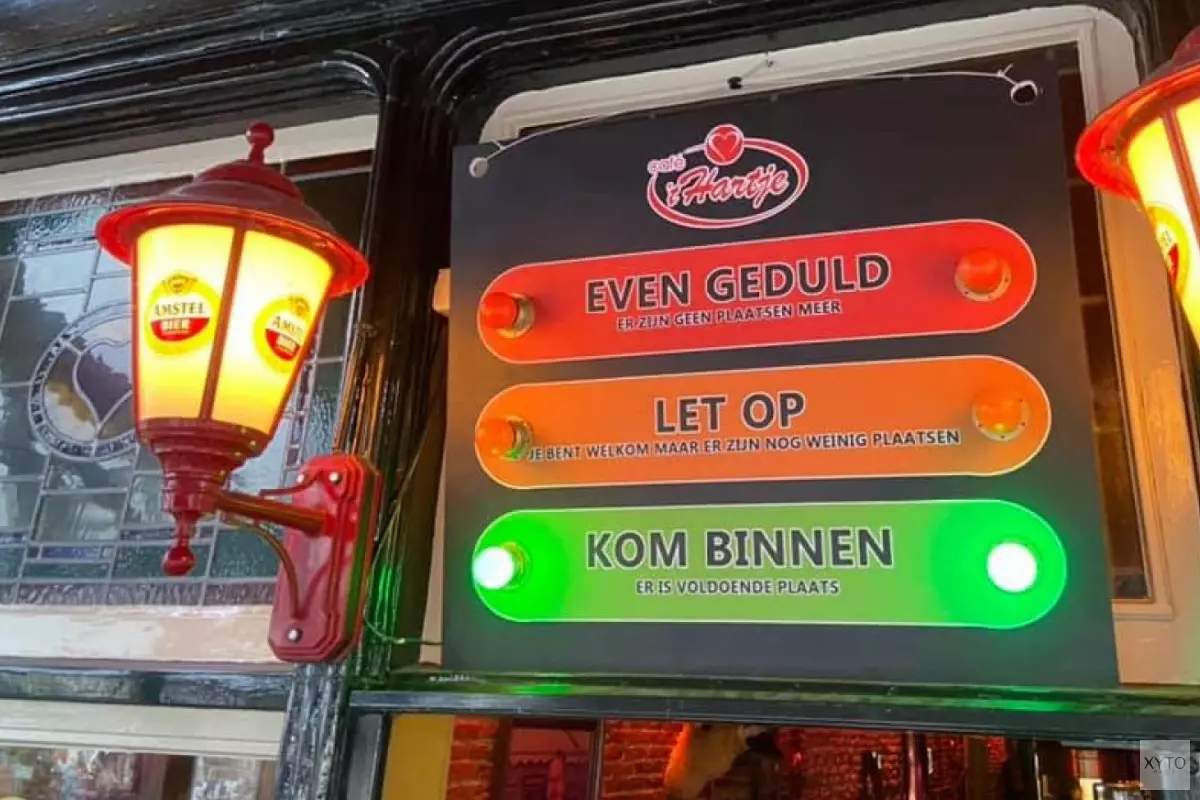 café
't Hartje
EVEN GEDULD
ER ZIJN GEEN PLAATSEN MEER
LET OP
JE BENT WELKOM MAAR ER ZIJN NOG WEINIG PLAATSEN
KOM BINNEN
ER IS VOLDOENDE PLAATS
AMSTEL
BIER
AMSTEL
BIER
XYTO